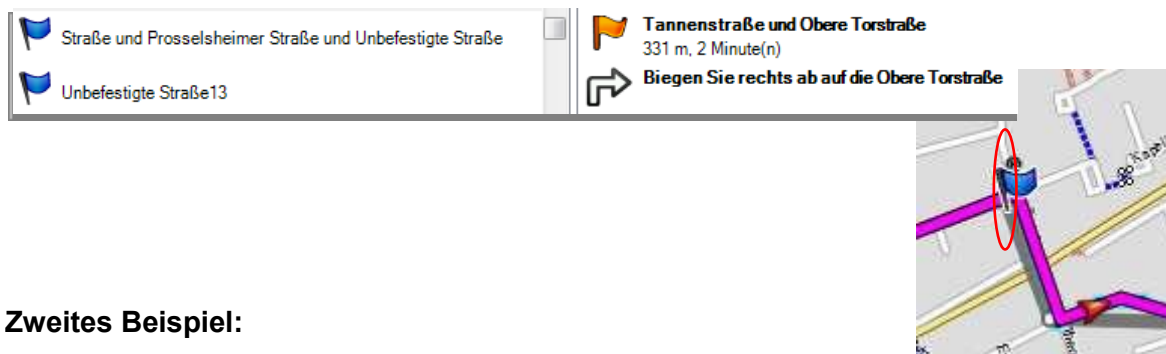 Straße und Prosselsheimer Straße und Unbefestigte Straße
Unbefestigte Straße13
Tannenstraße und Obere Torstraße
331 m, 2 Minute(n)
Biegen Sie rechts ab auf die Obere Torstraße
Zweites Beispiel: